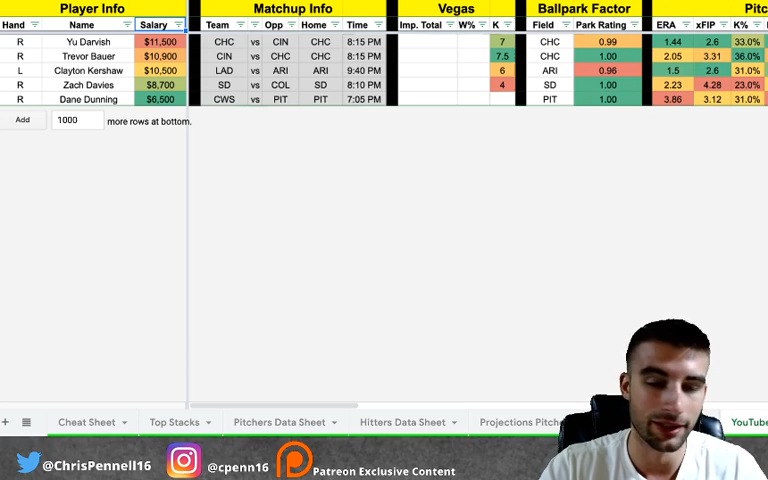 Player Info Matchup Info Vegas Ballpark Factor Pitc
Hand Name Salary Team Opp Home Time Imp. Total W% K Field Park Rating ERA xFIP K%
R Yu Darvish $11,500 CHC vs CIN CHC 8:15 PM 7 CHC 0.99 1.44 2.6 33.0%
R Trevor Bauer $10,900 CIN vs CHC CHC 8:15 PM 7.5 CHC 1.00 2.05 3.31 36.0%
L Clayton Kershaw $10,500 LAD vs ARI ARI 9:40 PM 6 ARI 0.96 1.5 2.6 31.0%
R Zach Davies $8,700 SD vs COL SD 8:10 PM 4 SD 1.00 2.23 4.28 23.0%
R Dane Dunning $6,500 CWS vs PIT PIT 7:05 PM PIT 1.00 3.86 3.12 31.0%
Add 1000 more rows at bottom.
+ Cheat Sheet Top Stacks Pitchers Data Sheet Hitters Data Sheet Projections Pitche YouTube
@ChrisPennell16 @cpenn16 Patreon Exclusive Content